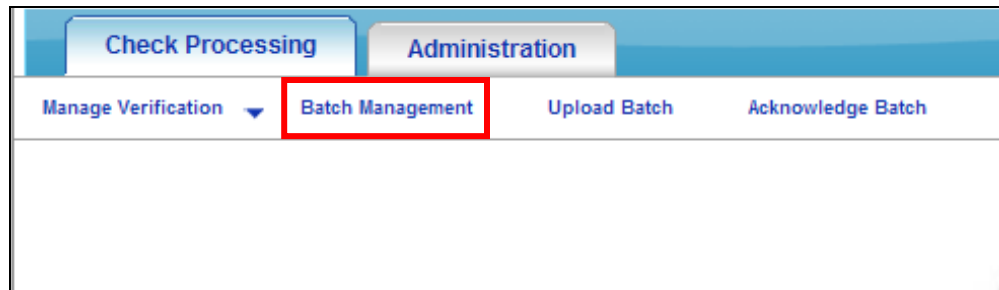 Check Processing Administration
Manage Verification Batch Management Upload Batch Acknowledge Batch